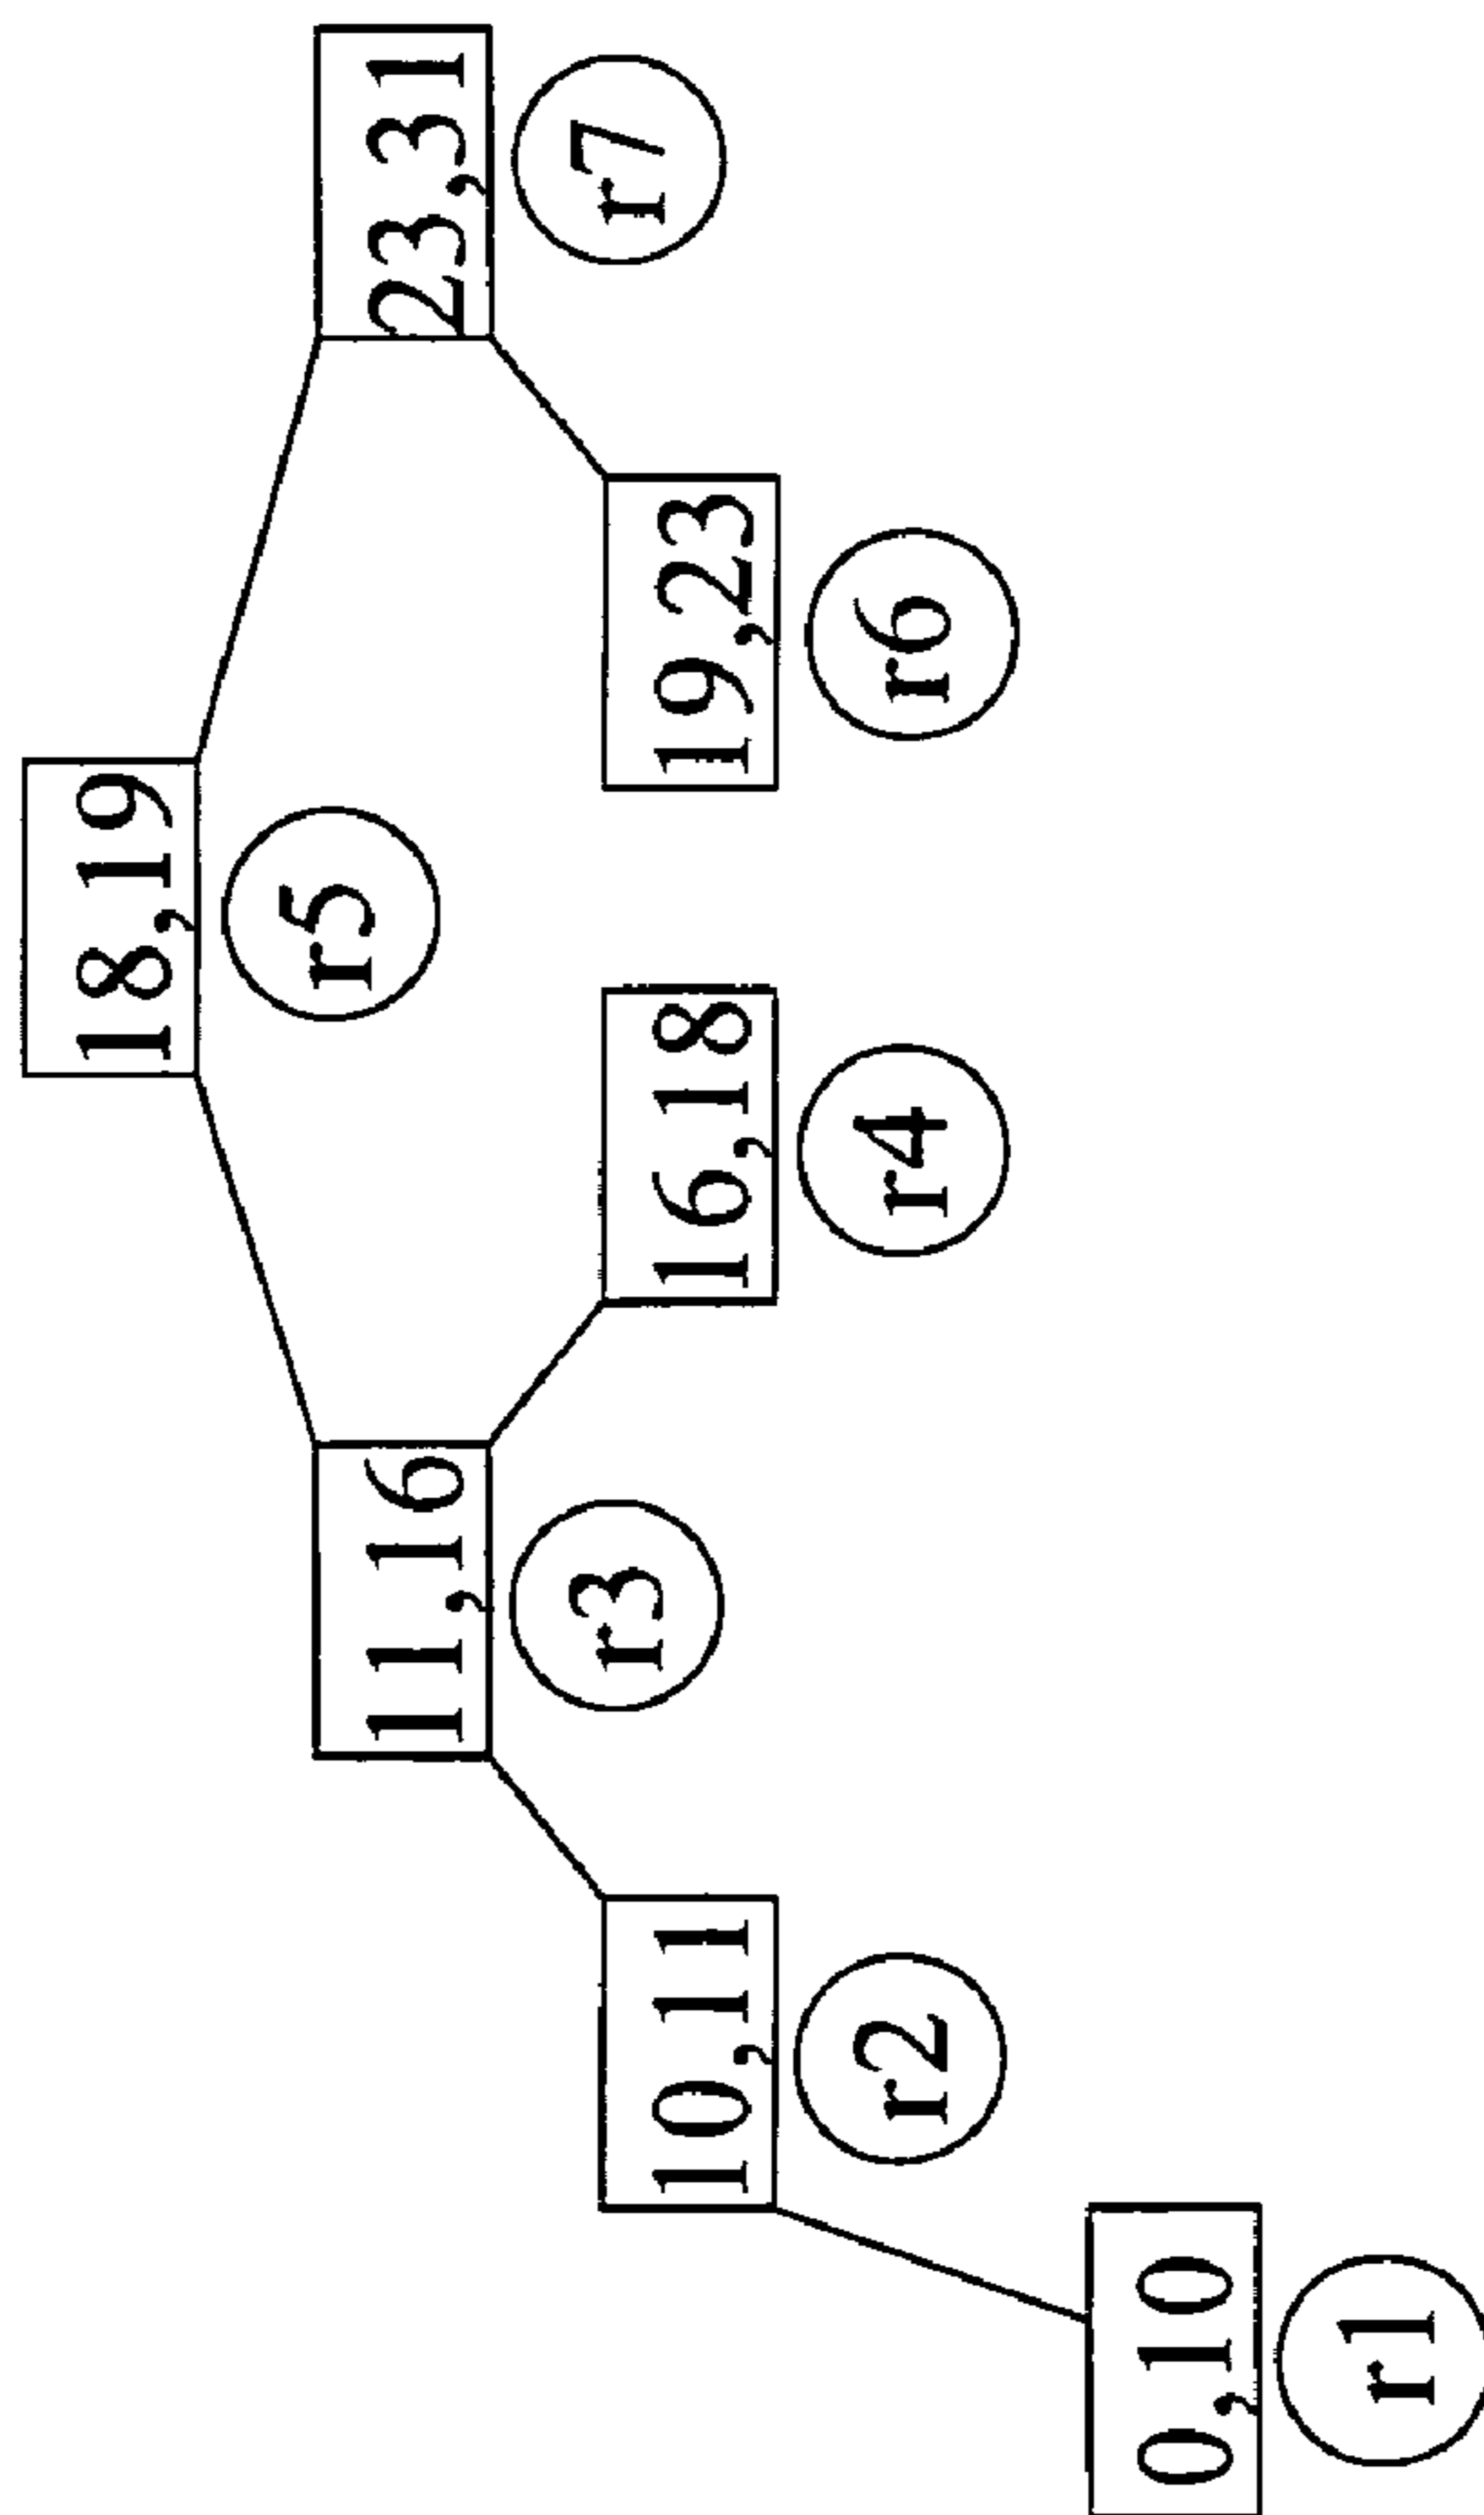 18,19
r5
11,16
r3
23,31
r7
10,11
r2
16,18
r4
19,23
r6
0,10
r1